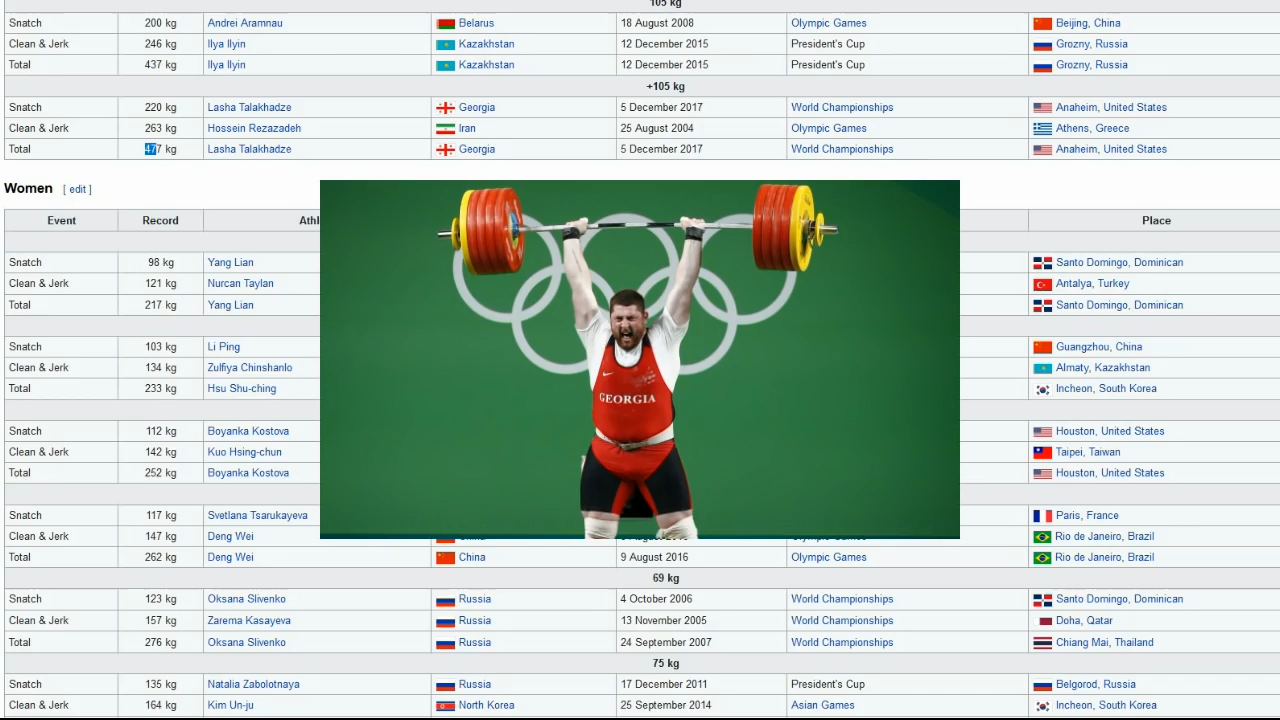 105 kg
Snatch 200 kg Andrei Aramnau Belarus 18 August 2008 Olympic Games Beijing, China
Clean & Jerk 246 kg Ilya Ilyin Kazakhstan 12 December 2015 President's Cup Grozny, Russia
Total 437 kg Ilya Ilyin Kazakhstan 12 December 2015 President's Cup Grozny, Russia
+105 kg
Snatch 220 kg Lasha Talakhadze Georgia 5 December 2017 World Championships Anaheim, United States
Clean & Jerk 263 kg Hossein Rezazadeh Iran 25 August 2004 Olympic Games Athens, Greece
Total 477 kg Lasha Talakhadze Georgia 5 December 2017 World Championships Anaheim, United States
Women [ edit ]
Event Record Place
Snatch 98 kg Yang Lian Santo Domingo, Dominican
Clean & Jerk 121 kg Nurcan Taylan Antalya, Turkey
Total 217 kg Yang Lian Santo Domingo, Dominican
Snatch 103 kg Li Ping Guangzhou, China
Clean & Jerk 134 kg Zulfiya Chinshanlo Almaty, Kazakhstan
Total 233 kg Hsu Shu-ching Incheon, South Korea
GEORGIA
Snatch 112 kg Boyanka Kostova Houston, United States
Clean & Jerk 142 kg Kuo Hsing-chun Taipei, Taiwan
Total 252 kg Boyanka Kostova Houston, United States
Snatch 117 kg Svetlana Tsarukayeva Paris, France
Clean & Jerk 147 kg Deng Wei Rio de Janeiro, Brazil
Total 262 kg Deng Wei China 9 August 2016 Olympic Games Rio de Janeiro, Brazil
69 kg
Snatch 123 kg Oksana Slivenko Russia 4 October 2006 World Championships Santo Domingo, Dominican
Clean & Jerk 157 kg Zarema Kasayeva Russia 13 November 2005 World Championships Doha, Qatar
Total 276 kg Oksana Slivenko Russia 24 September 2007 World Championships Chiang Mai, Thailand
75 kg
Snatch 135 kg Natalia Zabolotnaya Russia 17 December 2011 President's Cup Belgorod, Russia
Clean & Jerk 164 kg Kim Un-ju North Korea 25 September 2014 Asian Games Incheon, South Korea